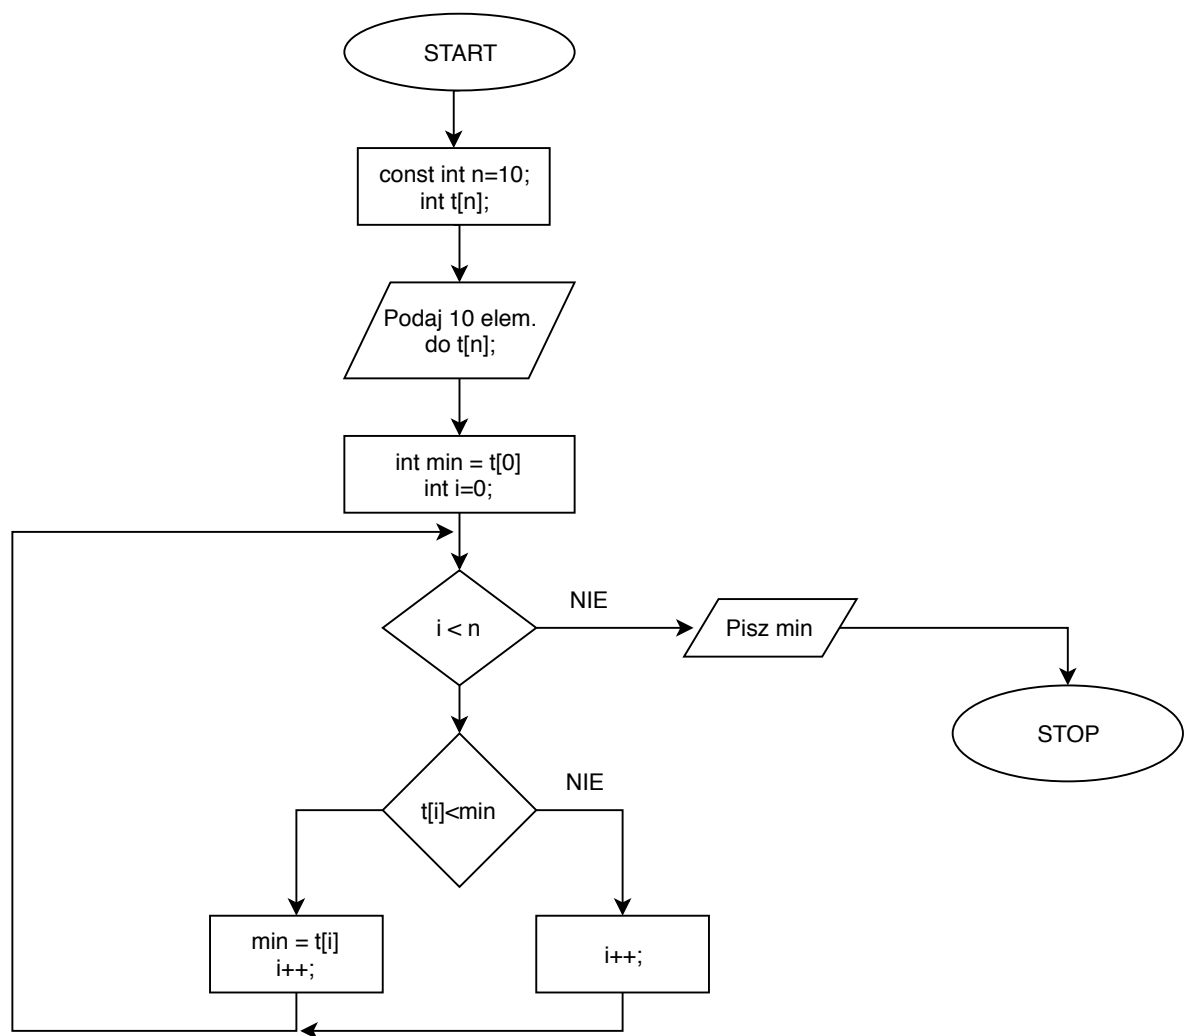 START
const int n=10;
int t[n];
Podaj 10 elem.
do t[n];
int min = t[0]
int i=0;
i < n
NIE
Pisz min
STOP
t[i]<min
NIE
min = t[i]
i++;
i++;